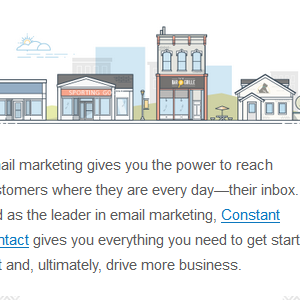 SPORTING GO
BAR GRILLE
ail marketing gives you the power to reach
stomers where they are every day—their inbox.
d as the leader in email marketing, Constant
ntact gives you everything you need to get start
t and, ultimately, drive more business.